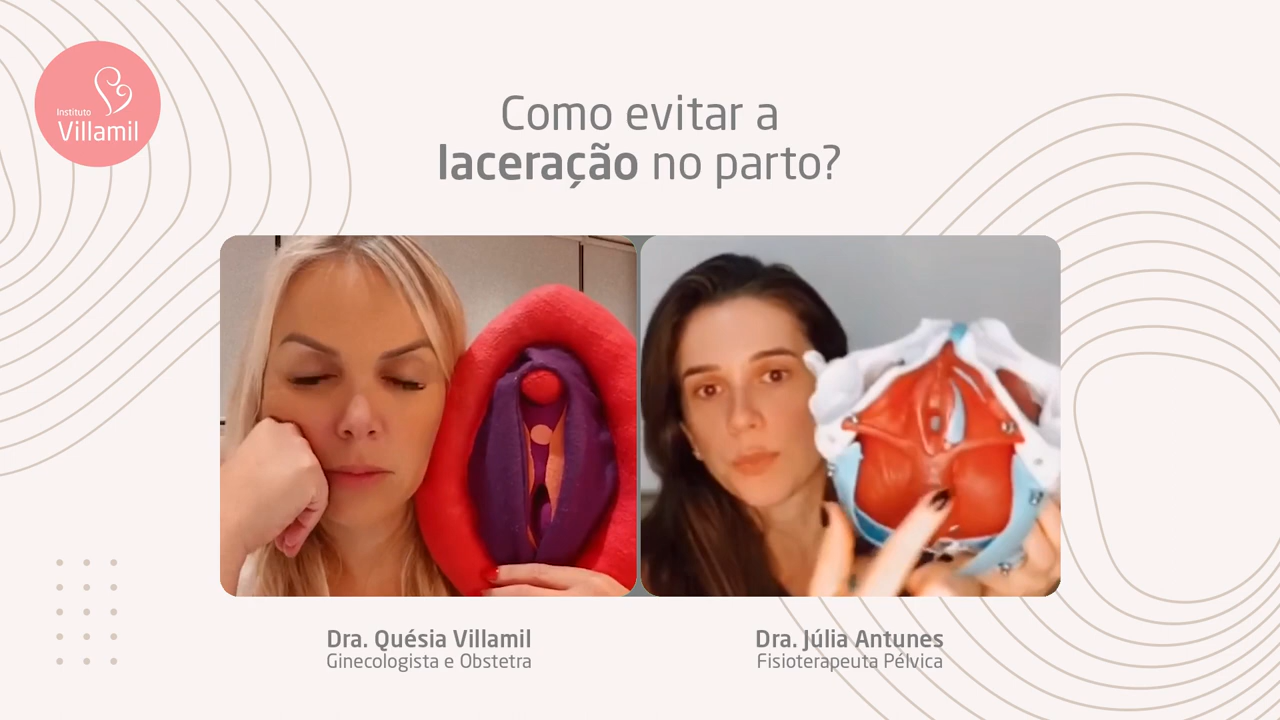 Instituto
Villamil
Como evitar a
laceração no parto?
Dra. Quésia Villamil
Ginecologista e Obstetra
Dra. Júlia Antunes
Fisioterapeuta Pélvica